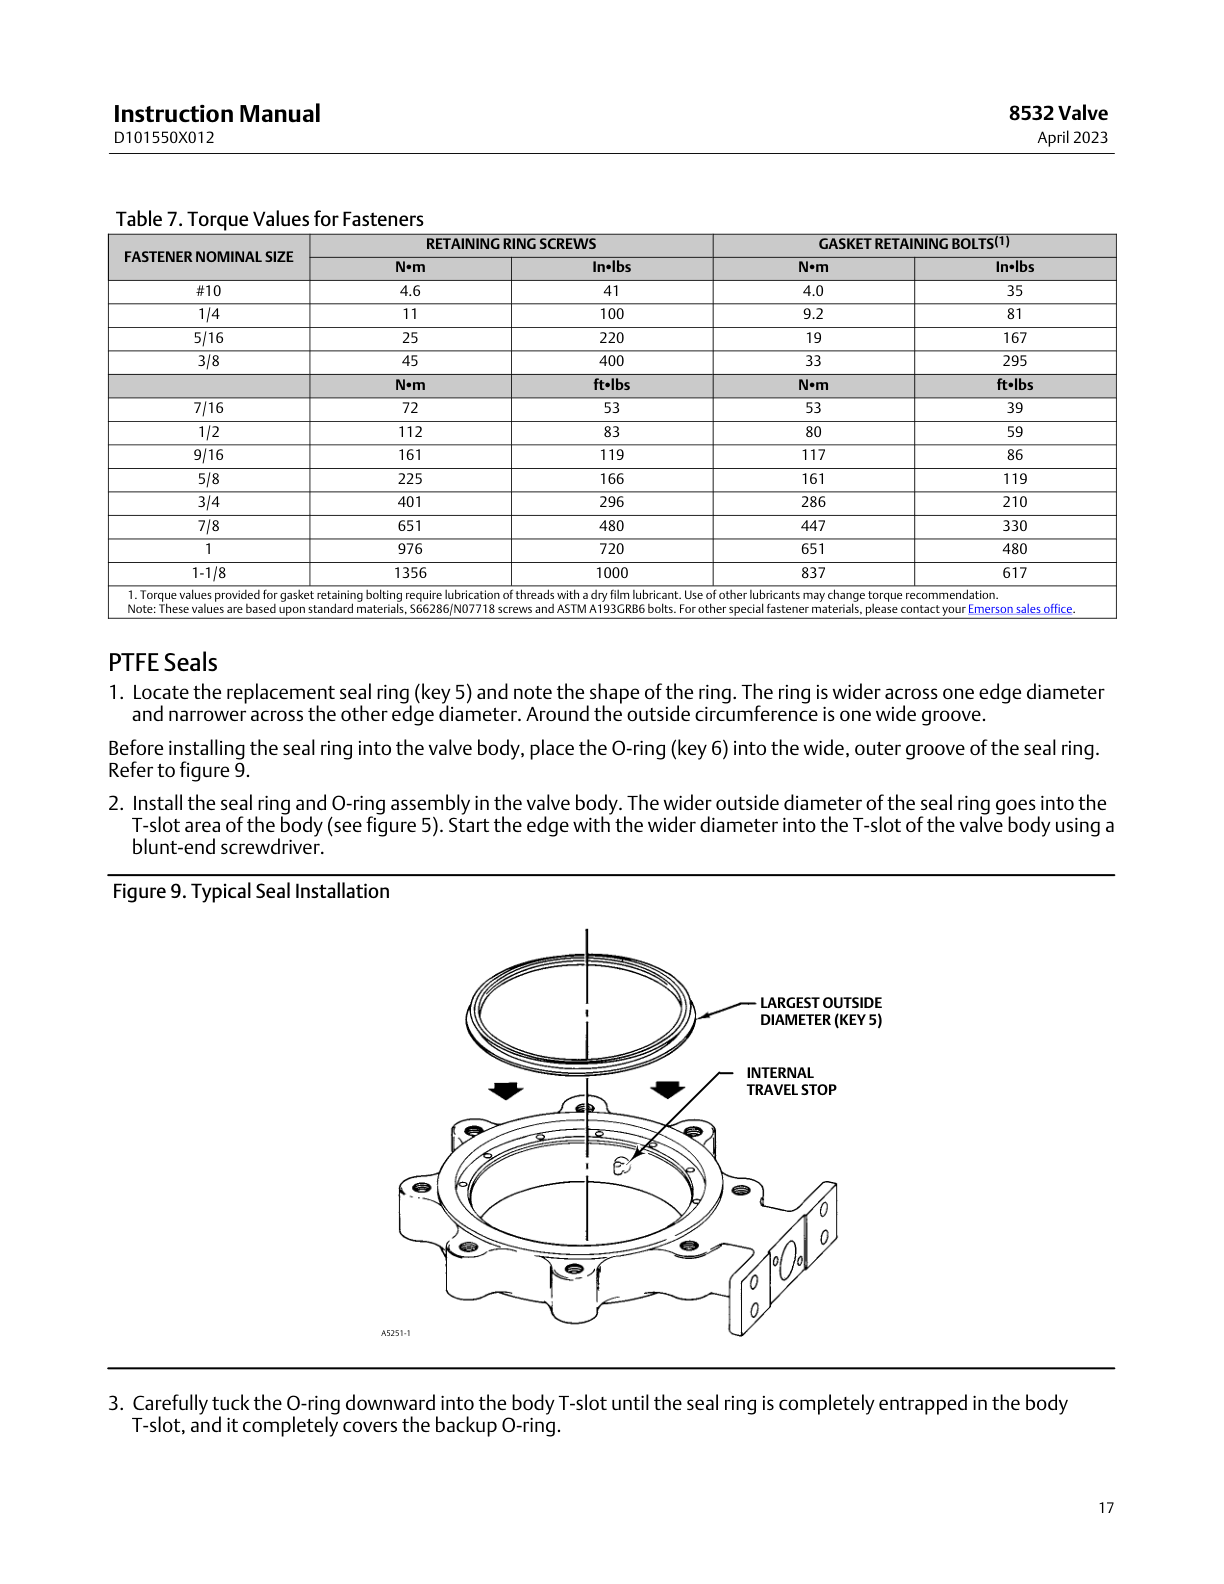 Instruction Manual
D101550X012
8532 Valve
April 2023
Table 7. Torque Values for Fasteners
FASTENER NOMINAL SIZE RETAINING RING SCREWS GASKET RETAINING BOLTS(1)
N•m In•lbs N•m In•lbs
#10 4.6 41 4.0 35
1/4 11 100 9.2 81
5/16 25 220 19 167
3/8 45 400 33 295
N•m ft•lbs N•m ft•lbs
7/16 72 53 53 39
1/2 112 83 80 59
9/16 161 119 117 86
5/8 225 166 161 119
3/4 401 296 286 210
7/8 651 480 447 330
1 976 720 651 480
1-1/8 1356 1000 837 617
1. Torque values provided for gasket retaining bolting require lubrication of threads with a dry film lubricant. Use of other lubricants may change torque recommendation.
Note: These values are based upon standard materials, S66286/N07718 screws and ASTM A193GRB6 bolts. For other special fastener materials, please contact your Emerson sales office.
PTFE Seals
1. Locate the replacement seal ring (key 5) and note the shape of the ring. The ring is wider across one edge diameter
and narrower across the other edge diameter. Around the outside circumference is one wide groove.
Before installing the seal ring into the valve body, place the O-ring (key 6) into the wide, outer groove of the seal ring.
Refer to figure 9.
2. Install the seal ring and O-ring assembly in the valve body. The wider outside diameter of the seal ring goes into the
T-slot area of the body (see figure 5). Start the edge with the wider diameter into the T-slot of the valve body using a
blunt-end screwdriver.
Figure 9. Typical Seal Installation
LARGEST OUTSIDE
DIAMETER (KEY 5)
INTERNAL
TRAVEL STOP
A5251-1
3. Carefully tuck the O-ring downward into the body T-slot until the seal ring is completely entrapped in the body
T-slot, and it completely covers the backup O-ring.
17